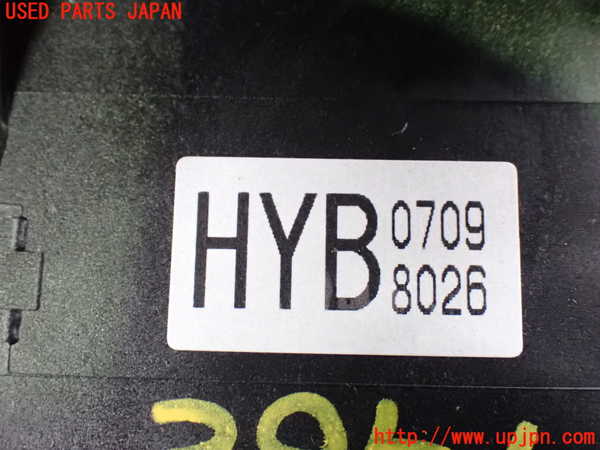 USED PARTS JAPAN
HYB 0709
8026
http://www.upjpn.com/